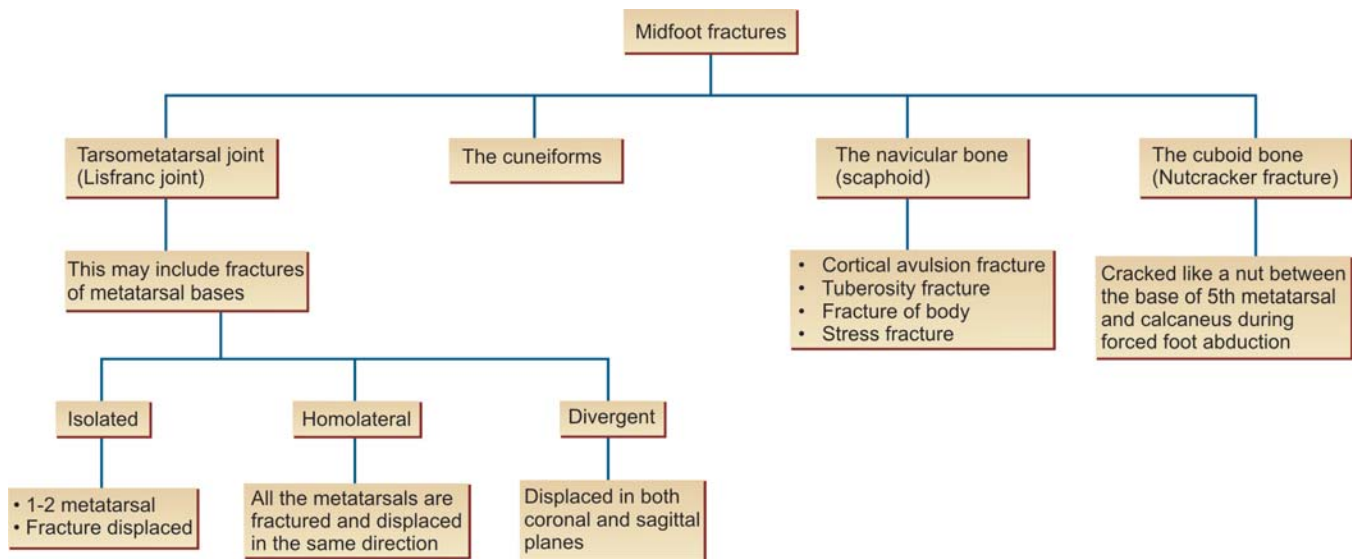 Midfoot fractures
Tarsometatarsal joint
(Lisfranc joint)
The cuneiforms
The navicular bone
(scaphoid)
The cuboid bone
(Nutcracker fracture)
This may include fractures
of metatarsal bases
• Cortical avulsion fracture
• Tuberosity fracture
• Fracture of body
• Stress fracture
Cracked like a nut between
the base of 5th metatarsal
and calcaneus during
forced foot abduction
Isolated
Homolateral
Divergent
• 1-2 metatarsal
• Fracture displaced
All the metatarsals are
fractured and displaced
in the same direction
Displaced in both
coronal and sagittal
planes